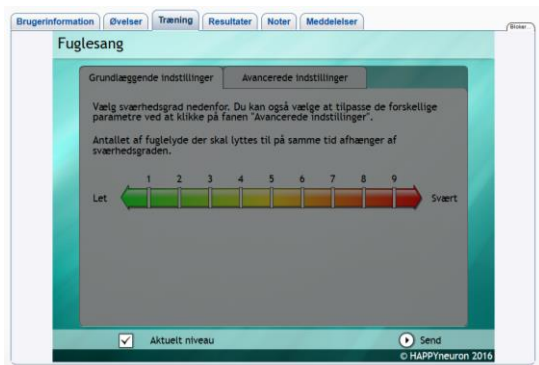 Brugerinformation Øvelser Træning Resultater Noter Meddelelser
Fuglesang
Grundlæggende indstillinger Avancerede indstillinger
Vælg sværhedsgrad nedenfor. Du kan også vælge at tilpasse de forskellige
parametre ved at klikke på fanen "Avancerede indstillinger".
Antallet af fuglelyde der skal lyttes til på samme tid afhænger af
sværhedsgraden.
1 2 3 4 5 6 7 8 9
Let Svært
Aktuelt niveau Send
© HAPPYneuron 2016